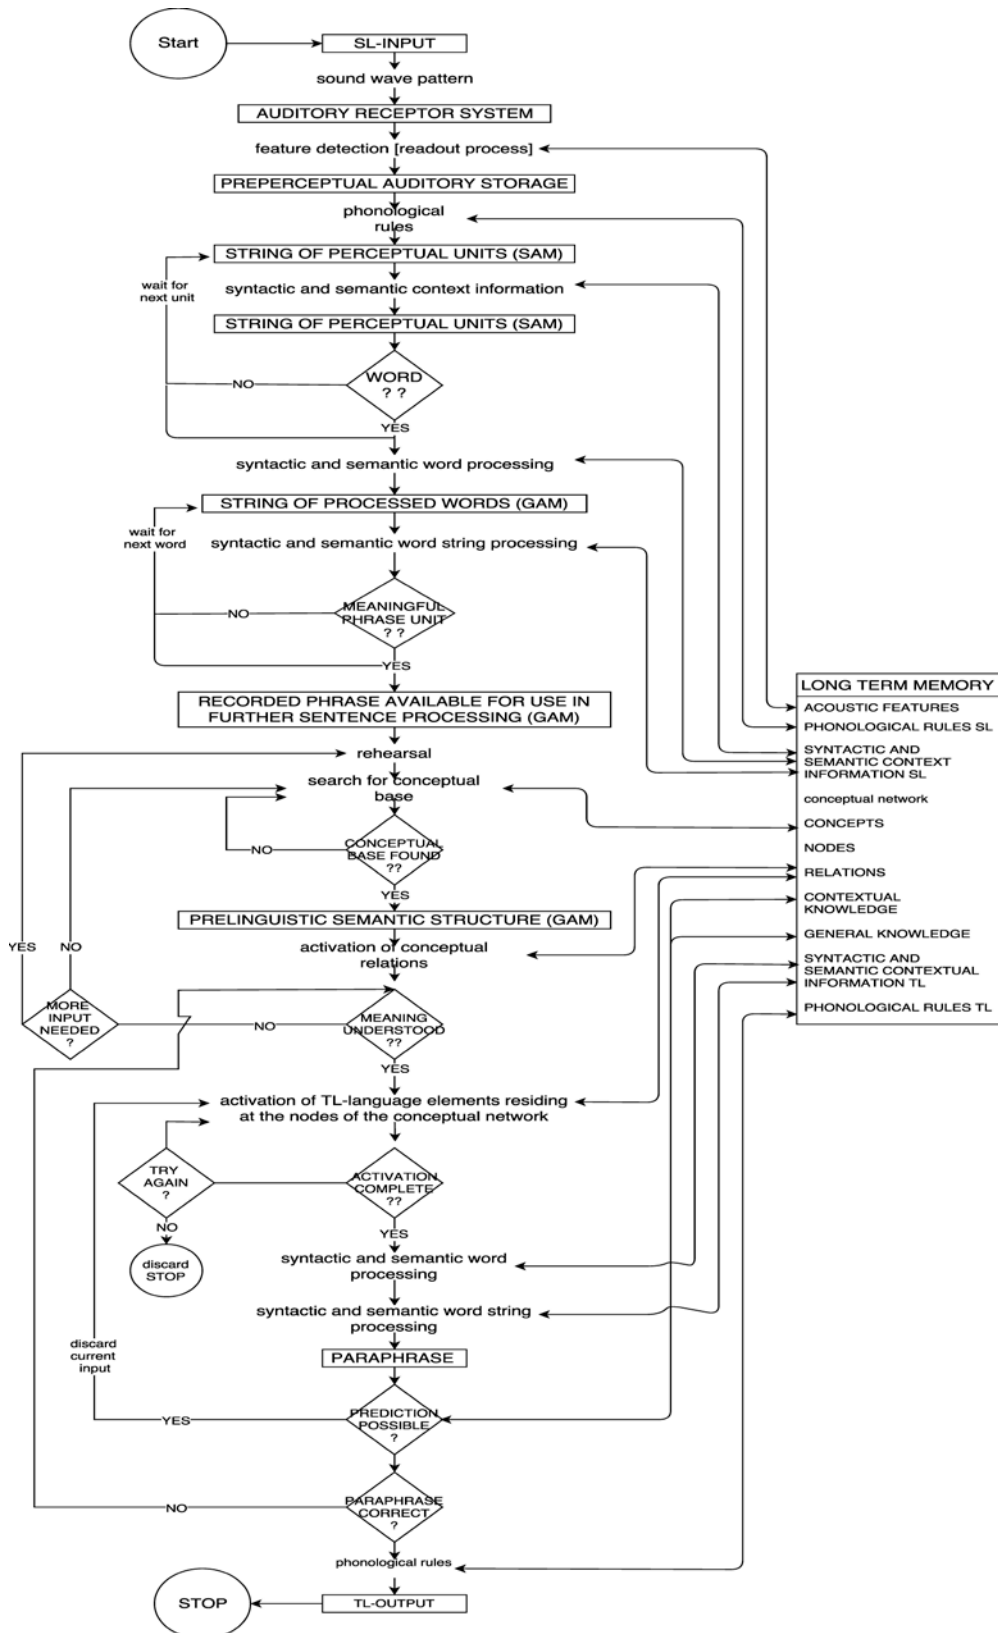 Start
SL-INPUT
sound wave pattern
AUDITORY RECEPTOR SYSTEM
feature detection [readout process]
PREPERCEPTUAL AUDITORY STORAGE
phonological
rules
STRING OF PERCEPTUAL UNITS (SAM)
wait for
next unit
syntactic and semantic context information
STRING OF PERCEPTUAL UNITS (SAM)
WORD
? ?
NO
YES
syntactic and semantic word processing
STRING OF PROCESSED WORDS (GAM)
wait for
next word
syntactic and semantic word string processing
MEANINGFUL
PHRASE UNIT
? ?
NO
YES
RECORDED PHRASE AVAILABLE FOR USE IN
FURTHER SENTENCE PROCESSING (GAM)
rehearsal
search for conceptual
base
CONCEPTUAL
BASE FOUND
??
NO
YES
PRELINGUISTIC SEMANTIC STRUCTURE (GAM)
activation of conceptual
relations
YES
NO
MORE
INPUT
NEEDED
?
NO
MEANING
UNDERSTOOD
??
YES
activation of TL-language elements residing
at the nodes of the conceptual network
TRY
AGAIN
?
ACTIVATION
COMPLETE
??
NO
YES
discard
STOP
syntactic and semantic word
processing
syntactic and semantic word string
processing
discard
current
input
PARAPHRASE
PREDICTION
POSSIBLE
?
YES
PARAPHRASE
CORRECT
?
NO
phonological rules
TL-OUTPUT
STOP
LONG TERM MEMORY
ACOUSTIC FEATURES
PHONOLOGICAL RULES SL
SYNTACTIC AND
SEMANTIC CONTEXT
INFORMATION SL
conceptual network
CONCEPTS
NODES
RELATIONS
CONTEXTUAL
KNOWLEDGE
GENERAL KNOWLEDGE
SYNTACTIC AND
SEMANTIC CONTEXTUAL
INFORMATION TL
PHONOLOGICAL RULES TL